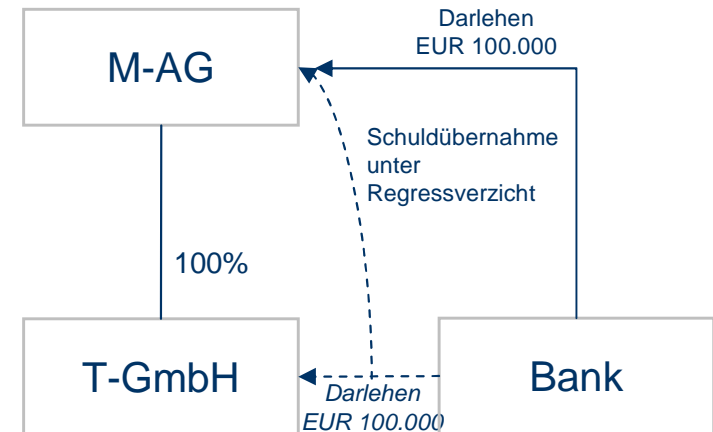 Darlehen
EUR 100.000
M-AG
Schuldübernahme
unter
Regressverzicht
100%
T-GmbH
Bank
Darlehen
EUR 100.000